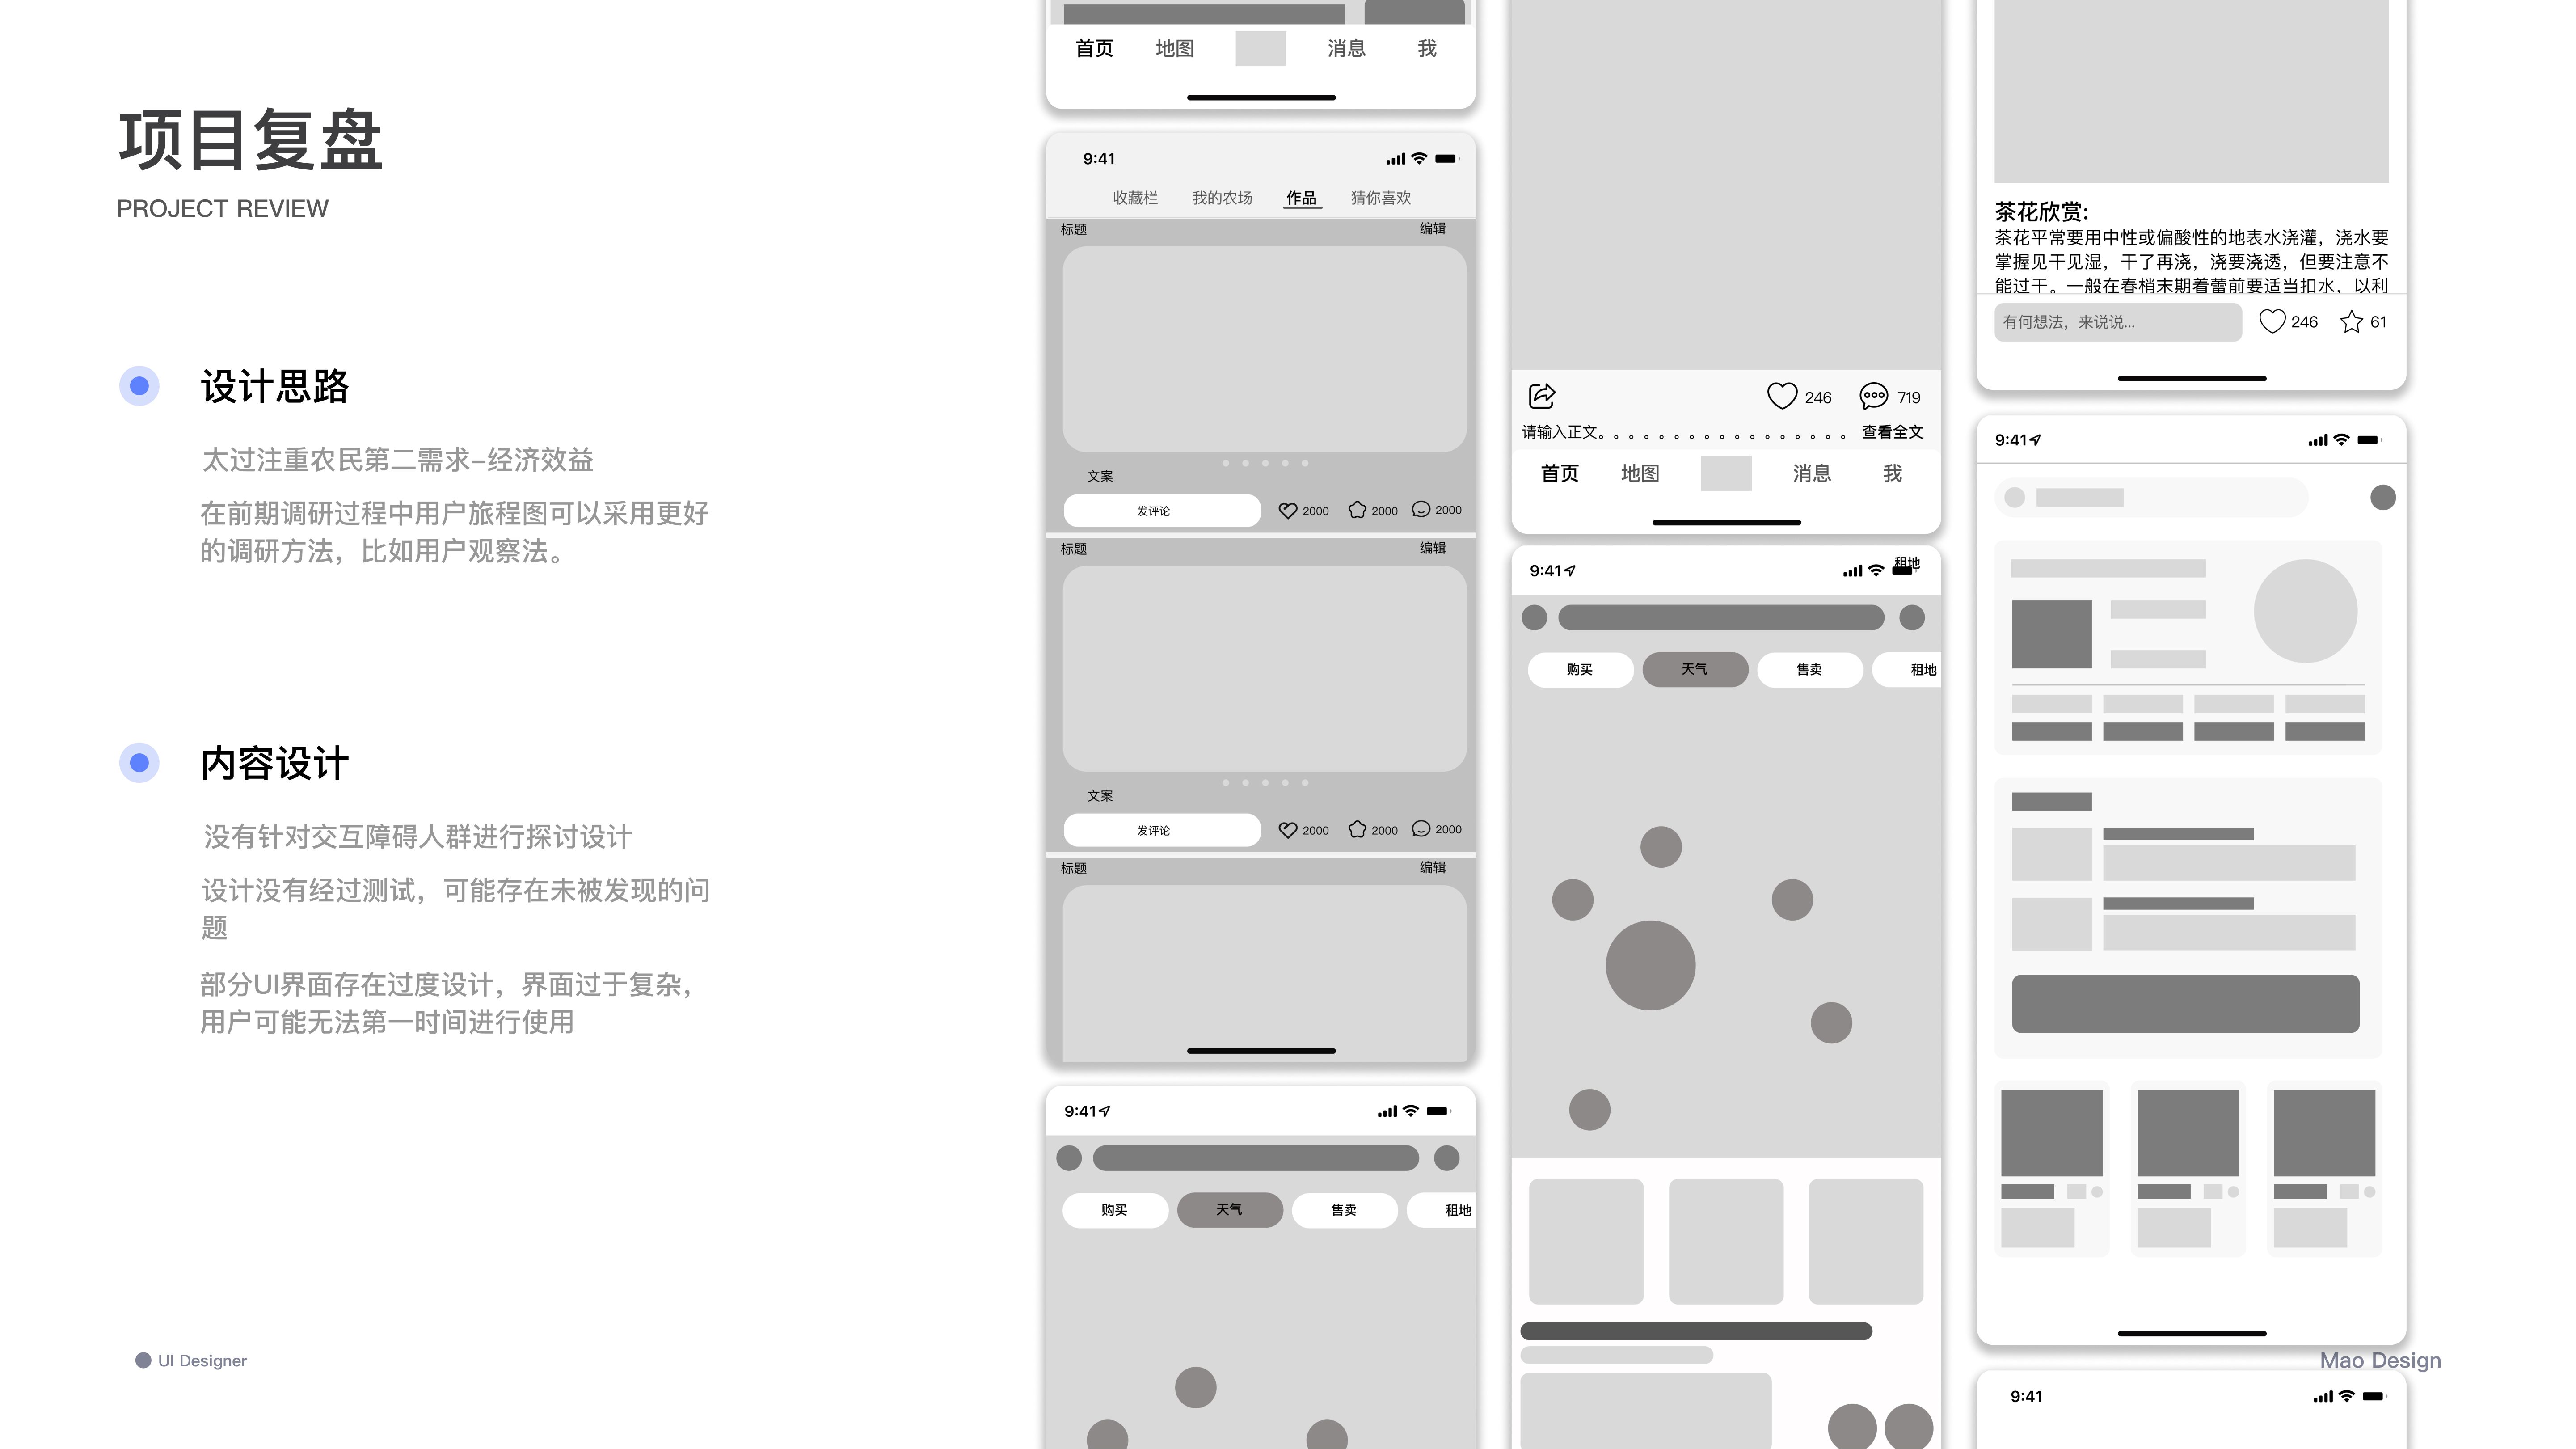 项目复盘
PROJECT REVIEW
设计思路
太过注重农民第二需求-经济效益
在前期调研过程中用户旅程图可以采用更好
的调研方法，比如用户观察法。
内容设计
没有针对交互障碍人群进行探讨设计
设计没有经过测试，可能存在未被发现的问
题
部分UI界面存在过度设计，界面过于复杂，
用户可能无法第一时间进行使用
UI Designer
首页 地图 消息 我
9:41
收藏栏 我的农场 作品 猜你喜欢
标题 编辑
文案
发评论 2000 2000 2000
标题 编辑
文案
发评论 2000 2000 2000
标题 编辑
9:41
购买 天气 售卖 租地
246 719
请输入正文。。。。。。。。。。。。。。。。。 查看全文
首页 地图 消息 我
9:41 租地
购买 天气 售卖 租地
茶花欣赏:
茶花平常要用中性或偏酸性的地表水浇灌，浇水要
掌握见干见湿，干了再浇，浇要浇透，但要注意不
能过干。一般在春梢末期着蕾前要适当扣水，以利
有何想法，来说说... 246 61
9:41
Mao Design
9:41